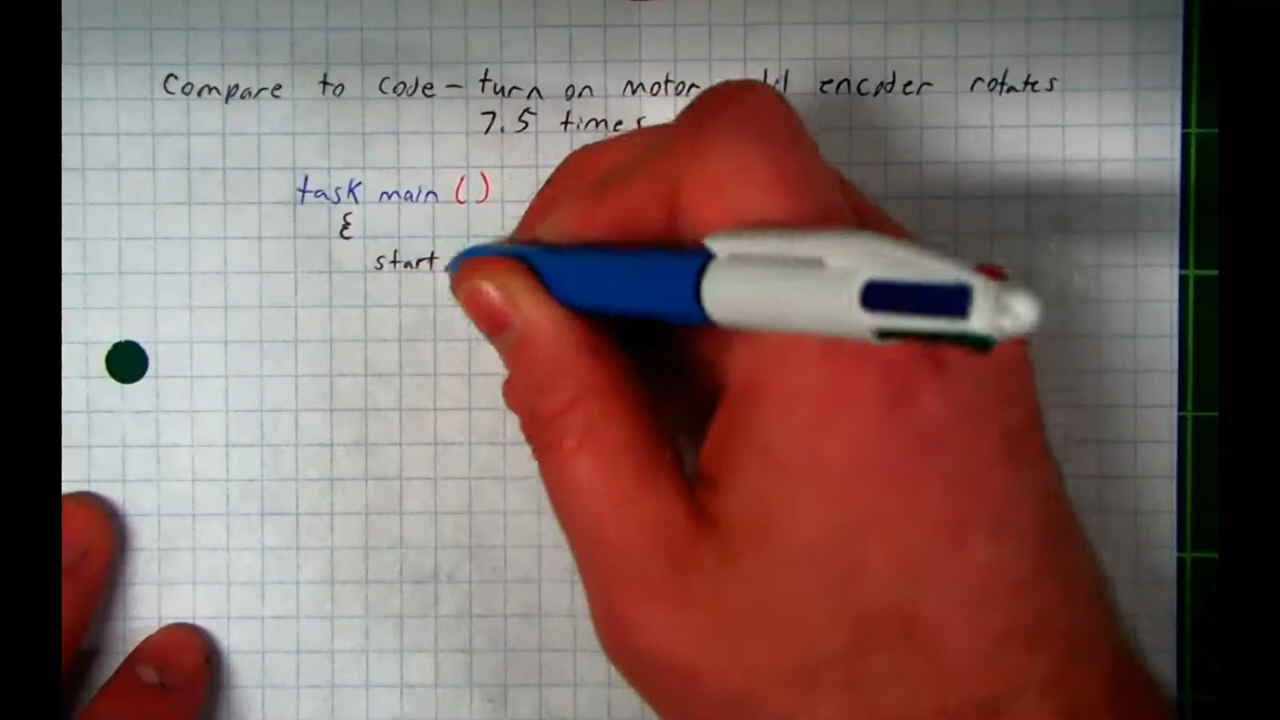 Compare to code - turn on motor encoder rotates
7.5 times
task main ()
{
start